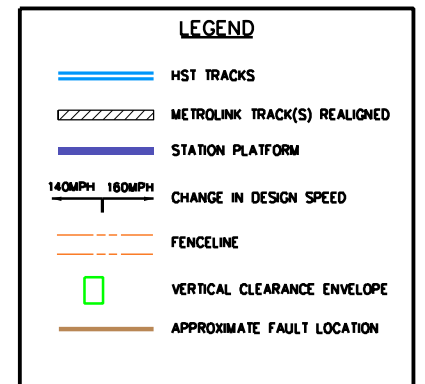 LEGEND
HST TRACKS
METROLINK TRACK(S) REALIGNED
STATION PLATFORM
140MPH 160MPH
CHANGE IN DESIGN SPEED
FENCELINE
VERTICAL CLEARANCE ENVELOPE
APPROXIMATE FAULT LOCATION